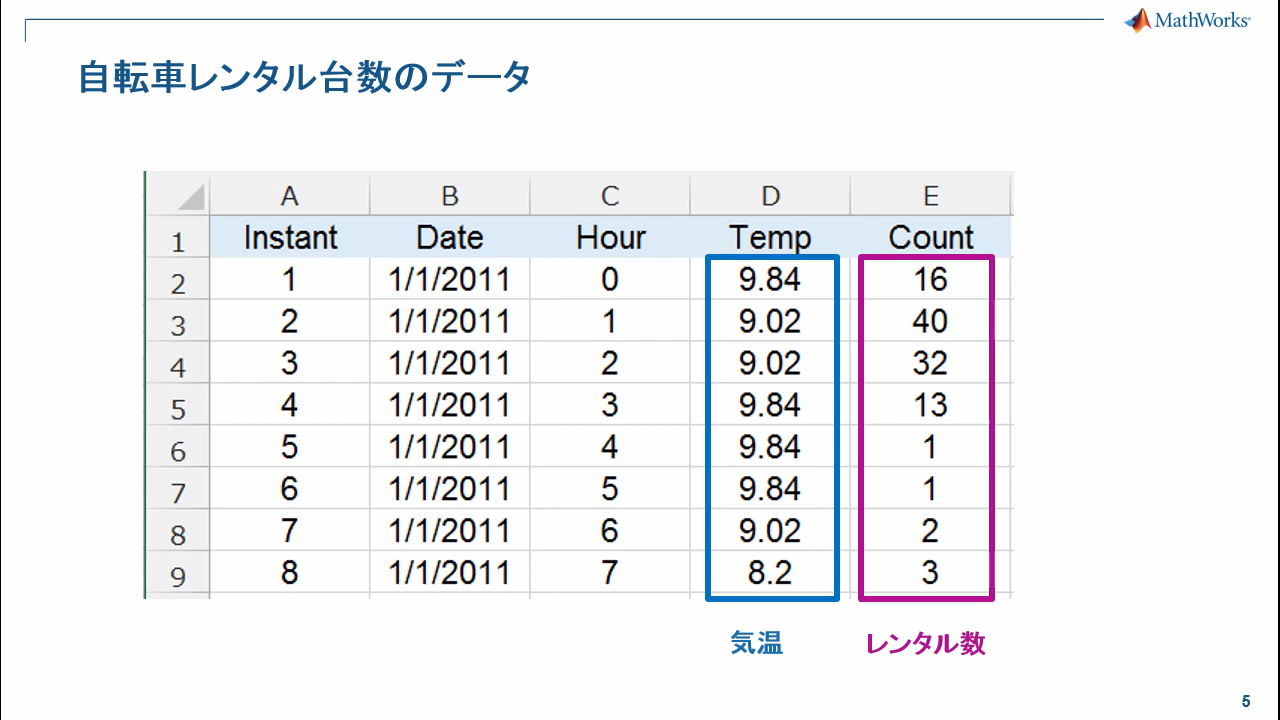 MathWorks®
自転車レンタル台数のデータ
A B C D E
1 Instant Date Hour Temp Count
2 1 1/1/2011 0 9.84 16
3 2 1/1/2011 1 9.02 40
4 3 1/1/2011 2 9.02 32
5 4 1/1/2011 3 9.84 13
6 5 1/1/2011 4 9.84 1
7 6 1/1/2011 5 9.84 1
8 7 1/1/2011 6 9.02 2
9 8 1/1/2011 7 8.2 3
気温 レンタル数
5